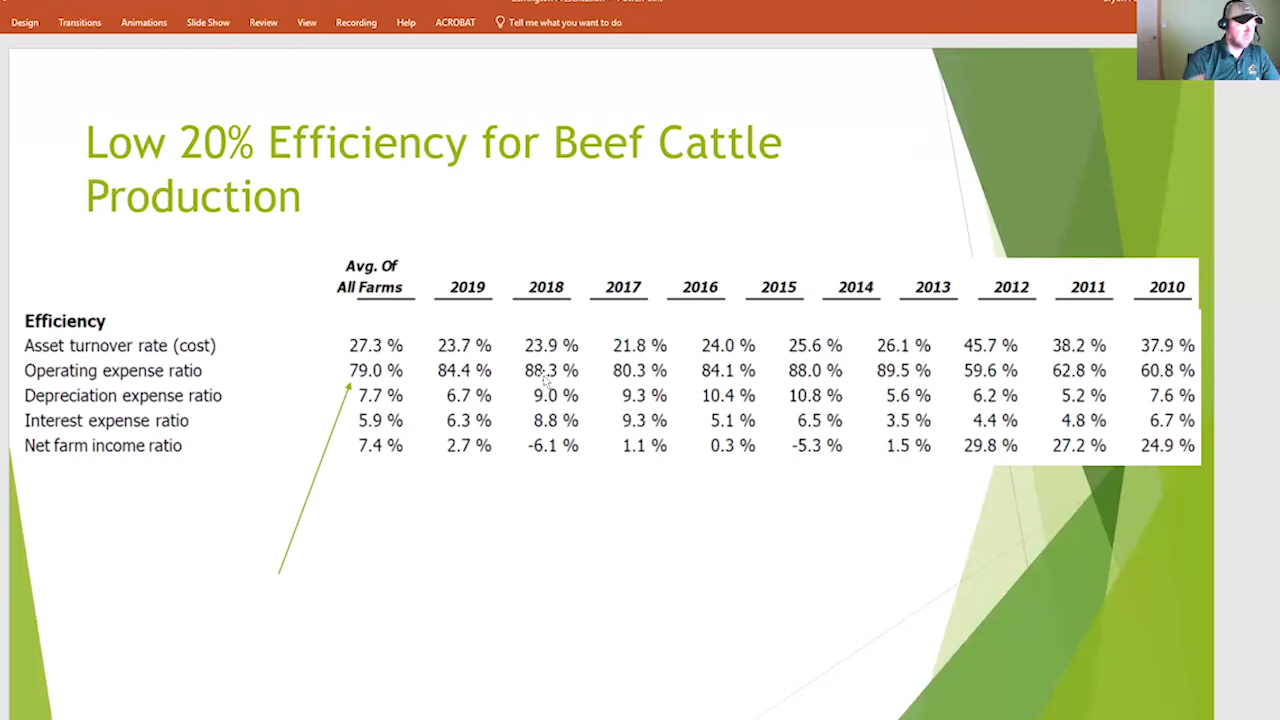 Design Transitions Animations Slide Show Review View Recording Help ACROBAT Tell me what you want to do
Low 20% Efficiency for Beef Cattle
Production
Avg. Of
All Farms 2019 2018 2017 2016 2015 2014 2013 2012 2011 2010
Efficiency
Asset turnover rate (cost) 27.3 % 23.7 % 23.9 % 21.8 % 24.0 % 25.6 % 26.1 % 45.7 % 38.2 % 37.9 %
Operating expense ratio 79.0 % 84.4 % 88.3 % 80.3 % 84.1 % 88.0 % 89.5 % 59.6 % 62.8 % 60.8 %
Depreciation expense ratio 7.7 % 6.7 % 9.0 % 9.3 % 10.4 % 10.8 % 5.6 % 6.2 % 5.2 % 7.6 %
Interest expense ratio 5.9 % 6.3 % 8.8 % 9.3 % 5.1 % 6.5 % 3.5 % 4.4 % 4.8 % 6.7 %
Net farm income ratio 7.4 % 2.7 % -6.1 % 1.1 % 0.3 % -5.3 % 1.5 % 29.8 % 27.2 % 24.9 %